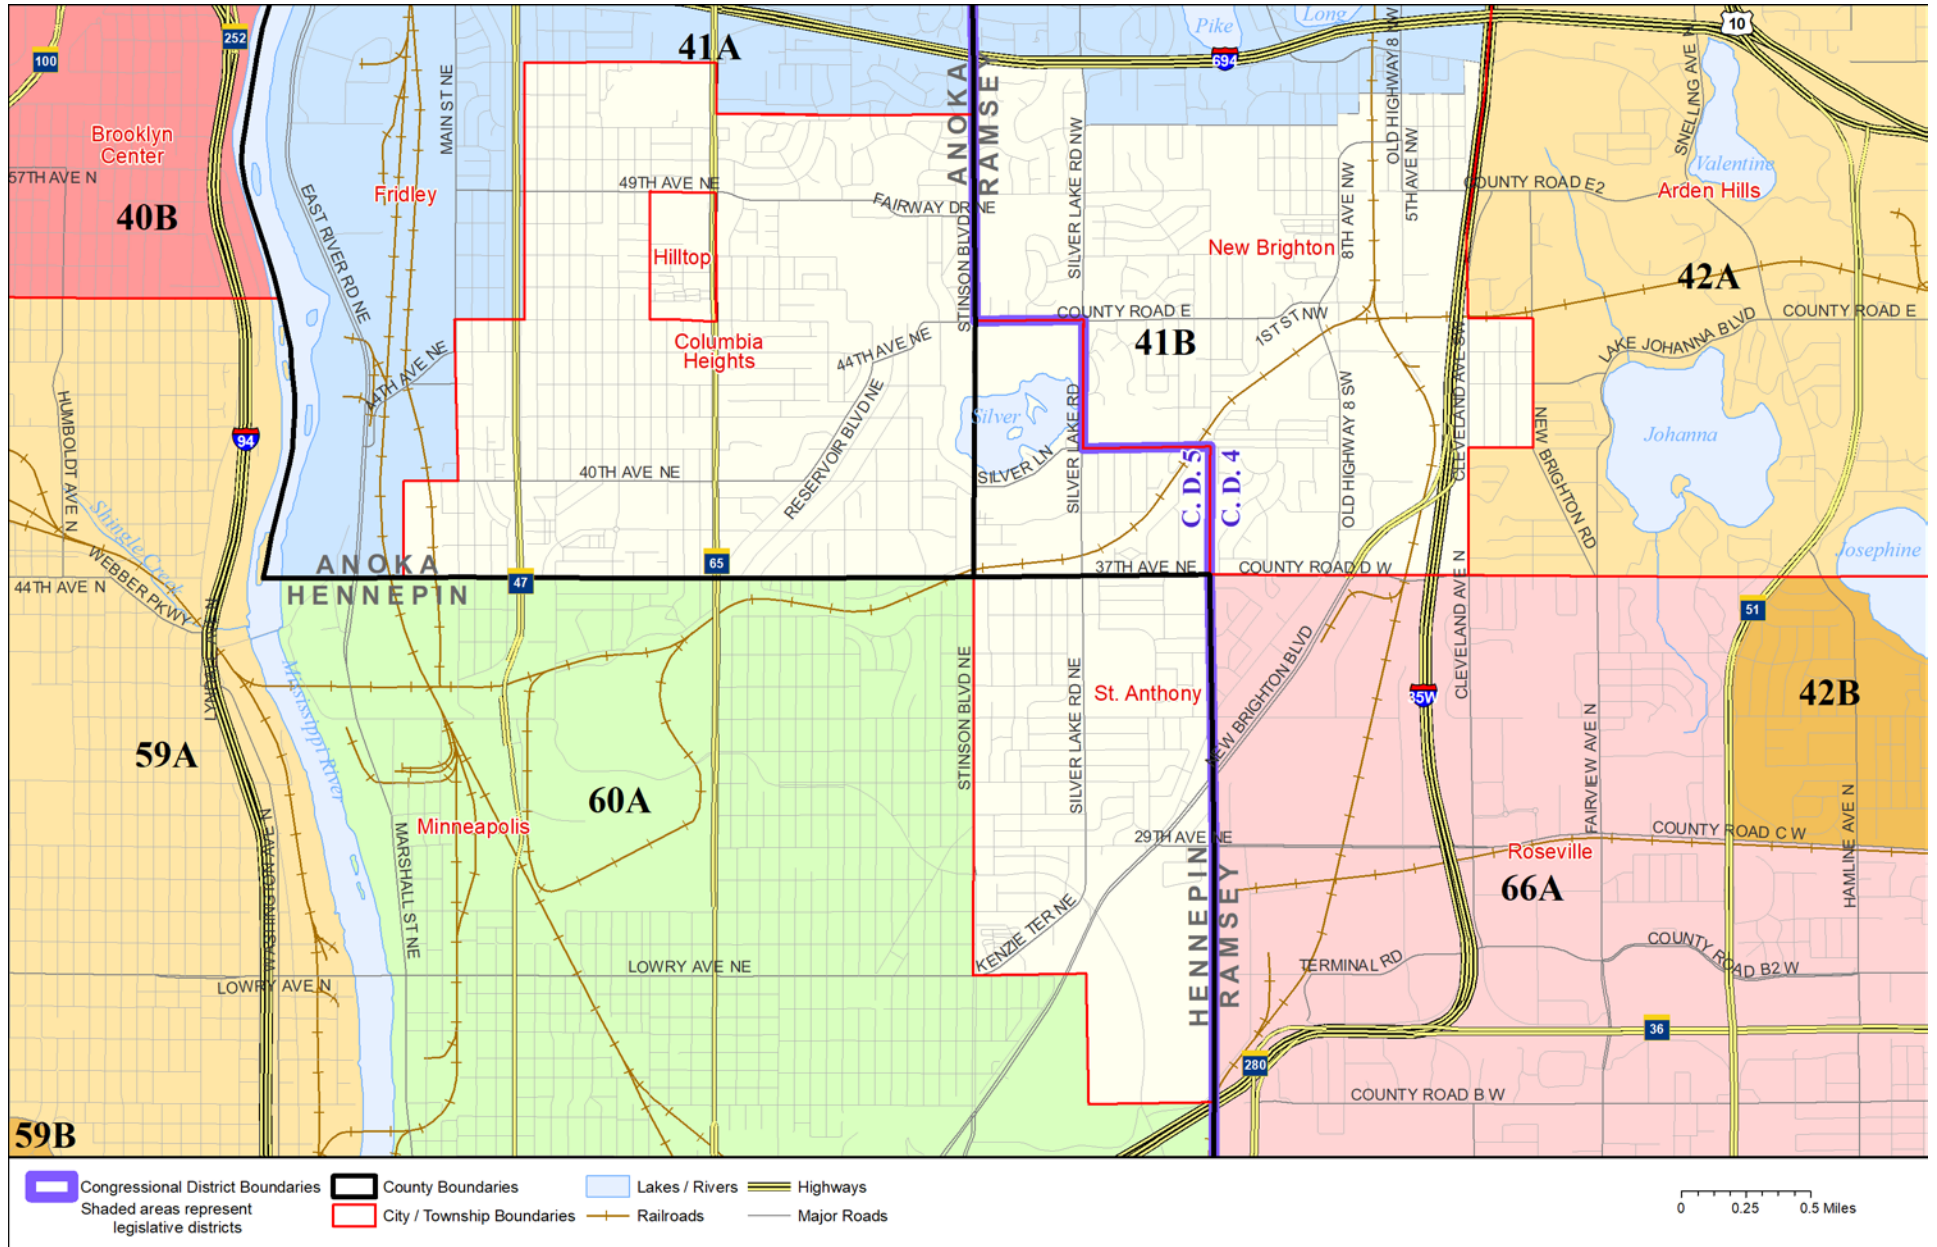 41A
Pike
Long
10
252
100
694
ANOKA
RAMSEY
MAIN ST NE
OLD HIGHWAY 8 NW
SNELLING AVE N
Brooklyn
Center
57TH AVE N
40B
Fridley
EAST RIVER RD NE
49TH AVE NE
FAIRWAY DR NE
STINSON BLVD
SILVER LAKE RD NW
New Brighton
8TH AVE NW
5TH AVE NW
COUNTY ROAD E2
Valentine
Arden Hills
42A
Hilltop
Columbia
Heights
44TH AVE NE
44TH AVE NE
RESERVOIR BLVD NE
COUNTY ROAD E
41B
1ST ST NW
COUNTY ROAD E
LAKE JOHANNA BLVD
HUMBOLDT AVE N
94
Silver
SILVER LN
SILVER LAKE RD
C. D. 5
C. D. 4
OLD HIGHWAY 8 SW
CLEVELAND AVE SW
NEW BRIGHTON RD
Johanna
Josephine
40TH AVE NE
Shingle Creek
WEBBER PKWY
44TH AVE N
ANOKA
HENNEPIN
47
65
37TH AVE NE
COUNTY ROAD D W
51
CLEVELAND AVE N
Mississippi River
STINSON BLVD NE
SILVER LAKE RD NE
St. Anthony
NEW BRIGHTON BLVD
35W
FAIRVIEW AVE N
42B
59A
60A
Minneapolis
MARSHALL ST NE
WASHINGTON AVE N
29TH AVE NE
COUNTY ROAD C W
Roseville
66A
HAMLINE AVE N
HENNEPIN
RAMSEY
KENZIE TER NE
LOWRY AVE NE
LOWRY AVE N
TERMINAL RD
COUNTY ROAD B2 W
36
280
COUNTY ROAD B W
59B
Congressional District Boundaries
Shaded areas represent
legislative districts
County Boundaries
City / Township Boundaries
Lakes / Rivers
Railroads
Highways
Major Roads
0 0.25 0.5 Miles